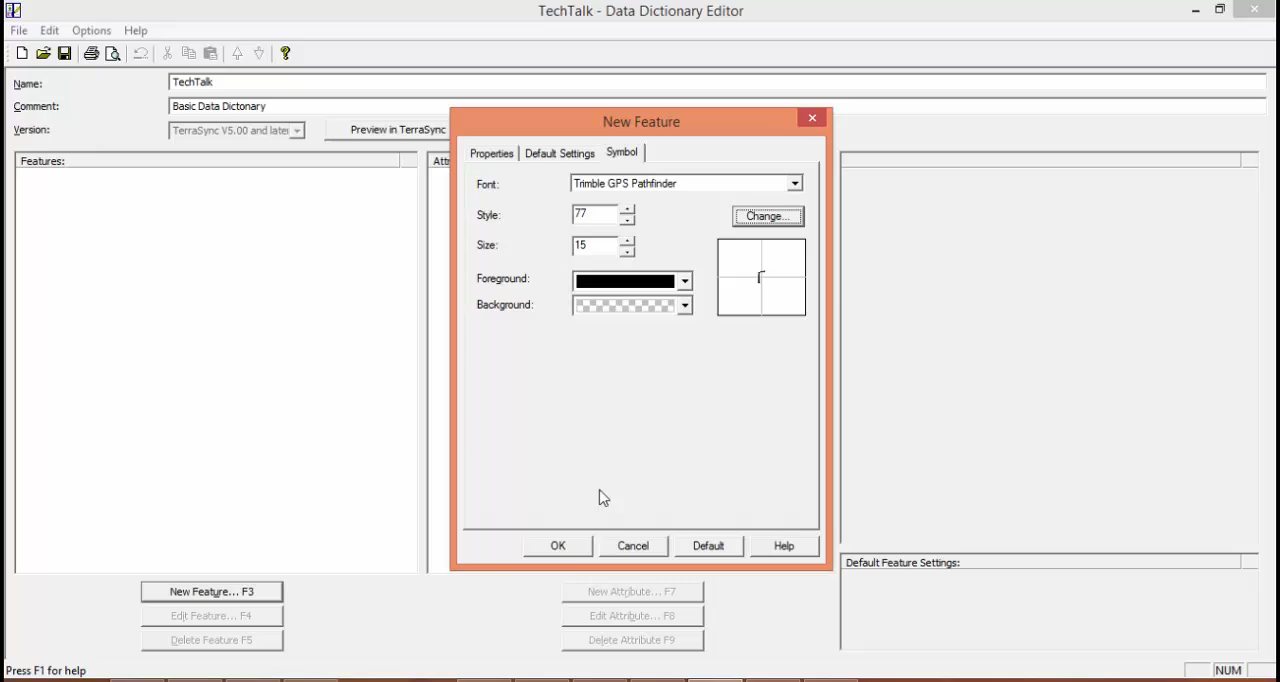 TechTalk - Data Dictionary Editor
File Edit Options Help
Name: TechTalk
Comment: Basic Data Dictonary
Version: TerraSync V5.00 and later Preview in TerraSync
Features:
Attr
New Feature
Properties Default Settings Symbol
Font: Trimble GPS Pathfinder
Style: 77 Change...
Size: 15
Foreground:
Background:
OK Cancel Default Help
Default Feature Settings:
New Feature... F3 New Attribute... F7
Edit Feature... F4 Edit Attribute... F8
Delete Feature F5 Delete Attribute F9
Press F1 for help NUM